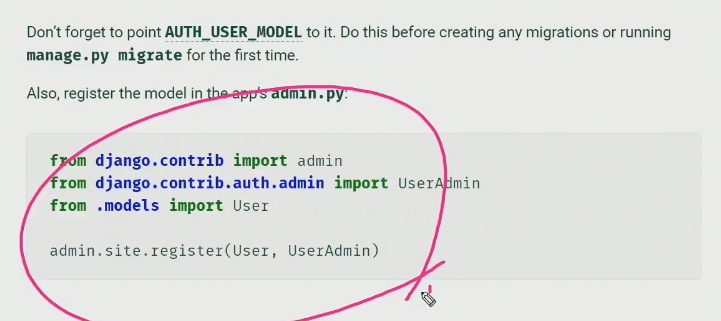 Don't forget to point AUTH_USER_MODEL to it. Do this before creating any migrations or running
manage.py migrate for the first time.
Also, register the model in the app's admin.py:
from django.contrib import admin
from django.contrib.auth.admin import UserAdmin
from .models import User
admin.site.register(User, UserAdmin)